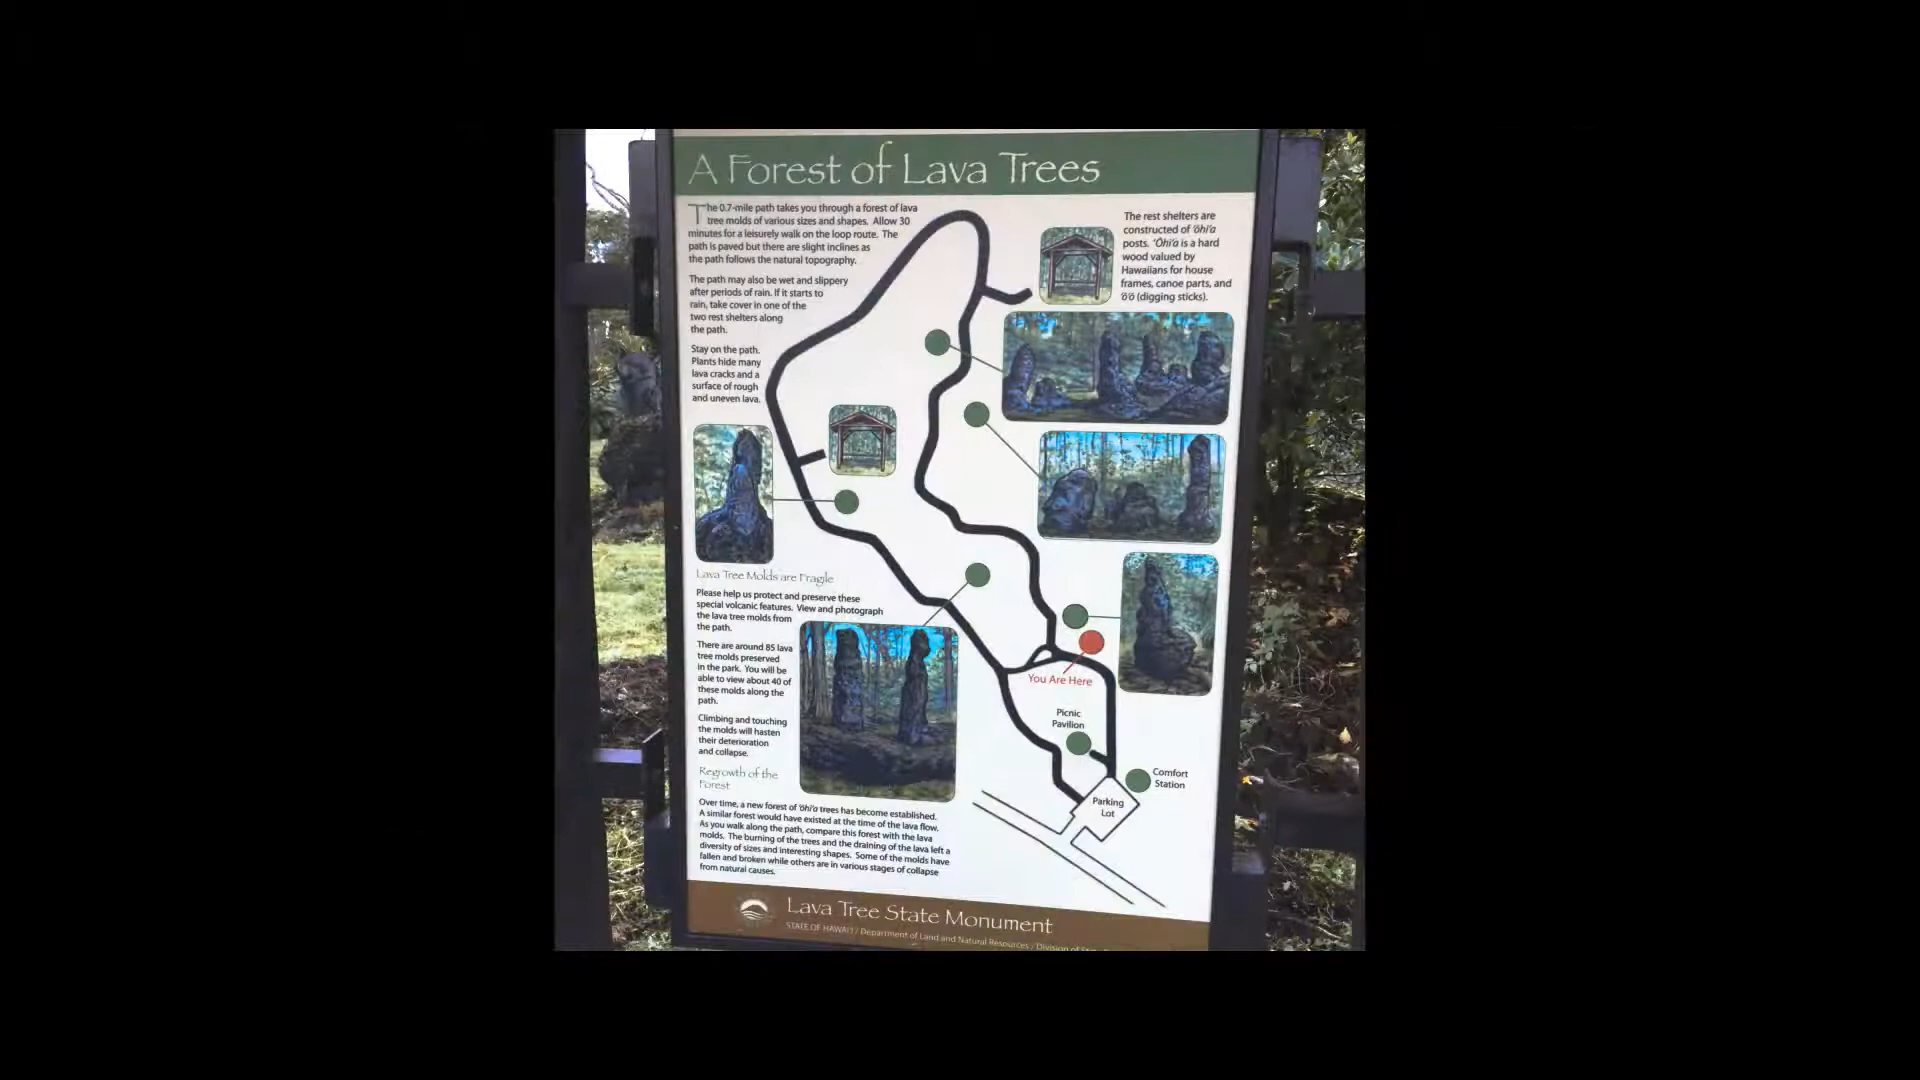 A Forest of Lava Trees
The 0.7-mile path takes you through a forest of lava
tree molds of various sizes and shapes. Allow 30
minutes for a leisurely walk on the loop route. The
path is paved but there are slight inclines as
the path follows the natural topography.
The path may also be wet and slippery
after periods of rain. If it starts to
rain, take cover in one of the
two rest shelters along
the path.
Stay on the path.
Plants hide many
lava cracks and a
surface of rough
and uneven lava.
The rest shelters are
constructed of ‘ōhi‘a
posts. ‘Ōhi‘a is a hard
wood valued by
Hawaiians for house
frames, canoe parts, and
‘ō‘ō (digging sticks).
Lava Tree Molds are Fragile
Please help us protect and preserve these
special volcanic features. View and photograph
the lava tree molds from
the path.
There are around 85 lava
tree molds preserved
in the park. You will be
able to view about 40 of
these molds along the
path.
Climbing and touching
the molds will hasten
their deterioration
and collapse.
Regrowth of the
Forest
Over time, a new forest of ‘ōhi‘a trees has become established.
A similar forest would have existed at the time of the lava flow.
As you walk along the path, compare this forest with the lava
molds. The burning of the trees and the draining of the lava left a
diversity of sizes and interesting shapes. Some of the molds have
fallen and broken while others are in various stages of collapse
from natural causes.
You Are Here
Picnic
Pavilion
Comfort
Station
Parking
Lot
Lava Tree State Monument
STATE OF HAWAI‘I / Department of Land and Natural Resources / Division of